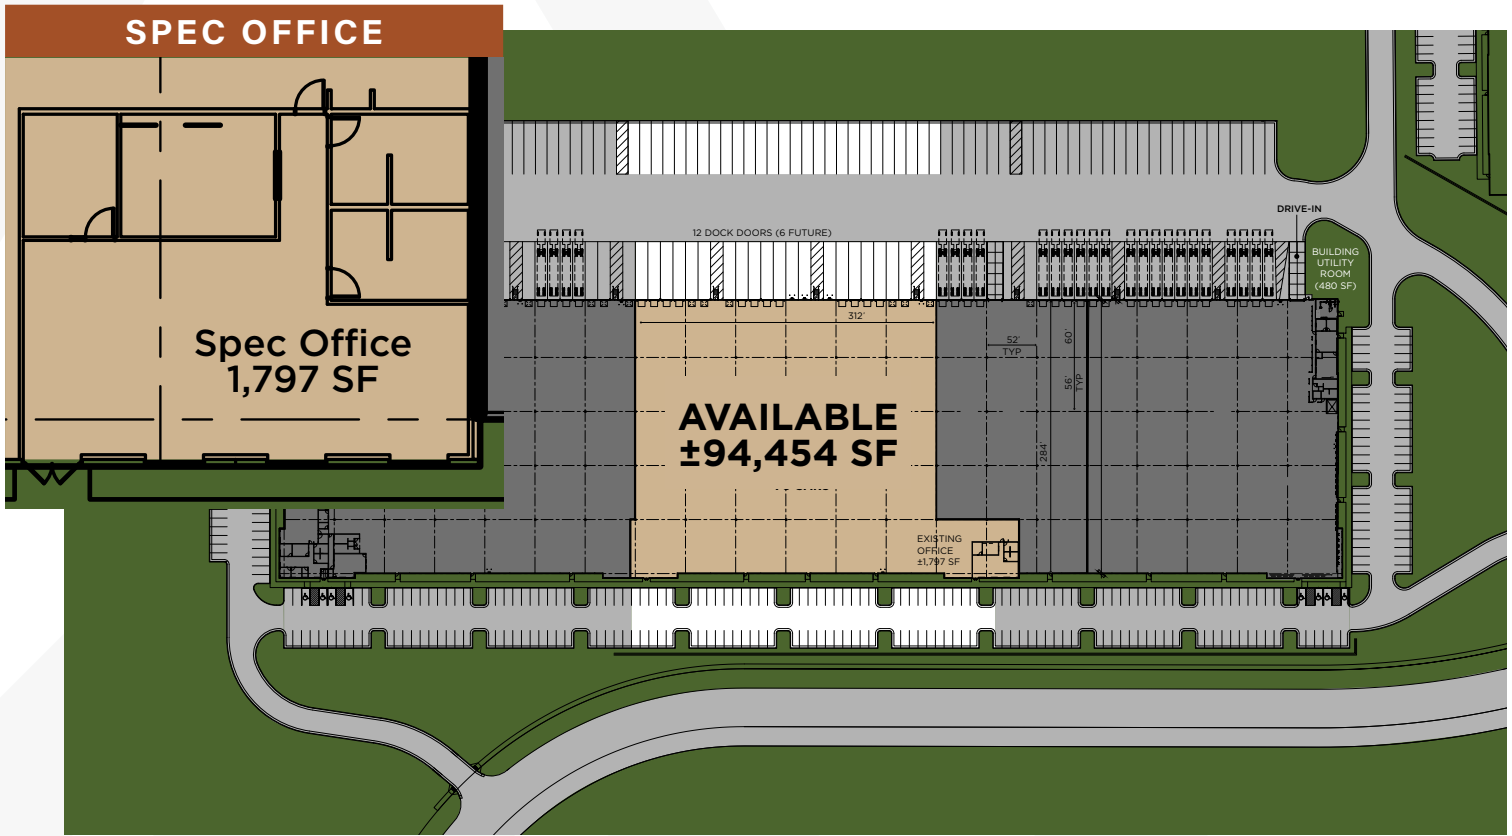 SPEC OFFICE
Spec Office
1,797 SF
12 DOCK DOORS (6 FUTURE)
DRIVE-IN
BUILDING
UTILITY
ROOM
(480 SF)
312'
52'
TYP
60'
56'
TYP
284'
AVAILABLE
±94,454 SF
EXISTING
OFFICE
±1,797 SF